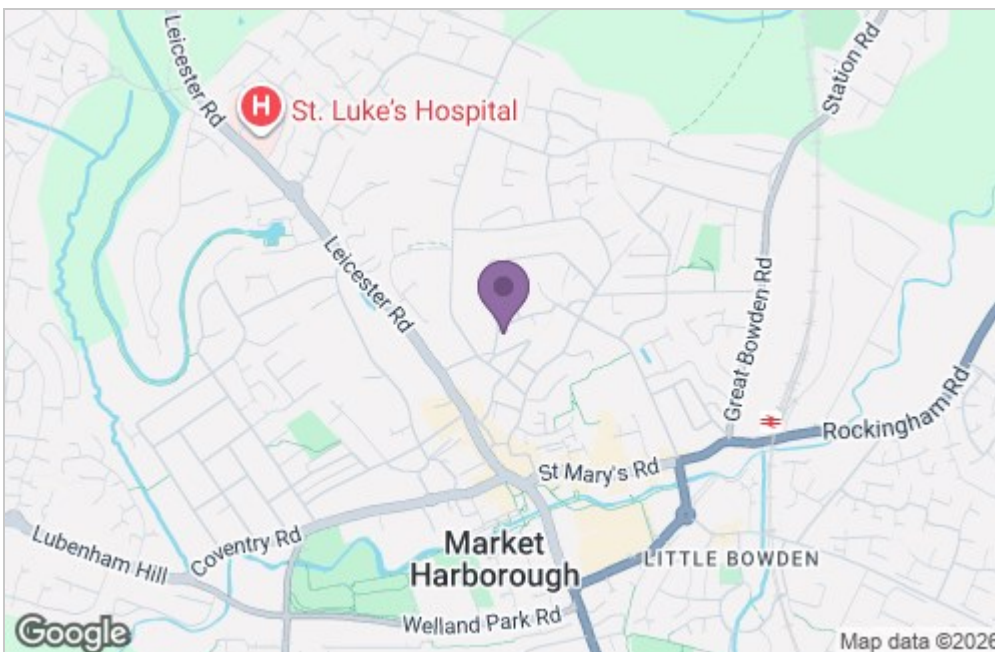 Leicester Rd
Station Rd
H
St. Luke's Hospital
Leicester Rd
Great Bowden Rd
Rockingham Rd
St Mary's Rd
Coventry Rd
Lubenham Hill
Market
Harborough
LITTLE BOWDEN
Welland Park Rd
Google
Map data ©2026